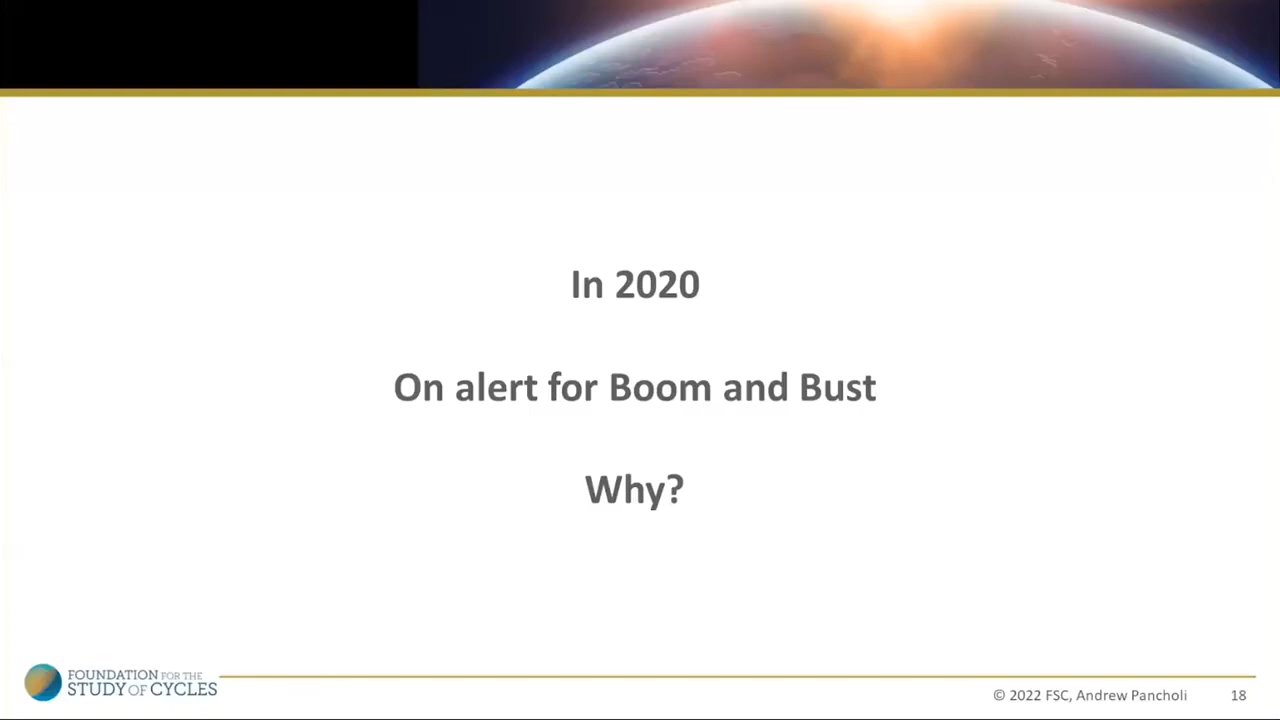 In 2020
On alert for Boom and Bust
Why?
FOUNDATION FOR THE
STUDY OF CYCLES
© 2022 FSC, Andrew Pancholi 18